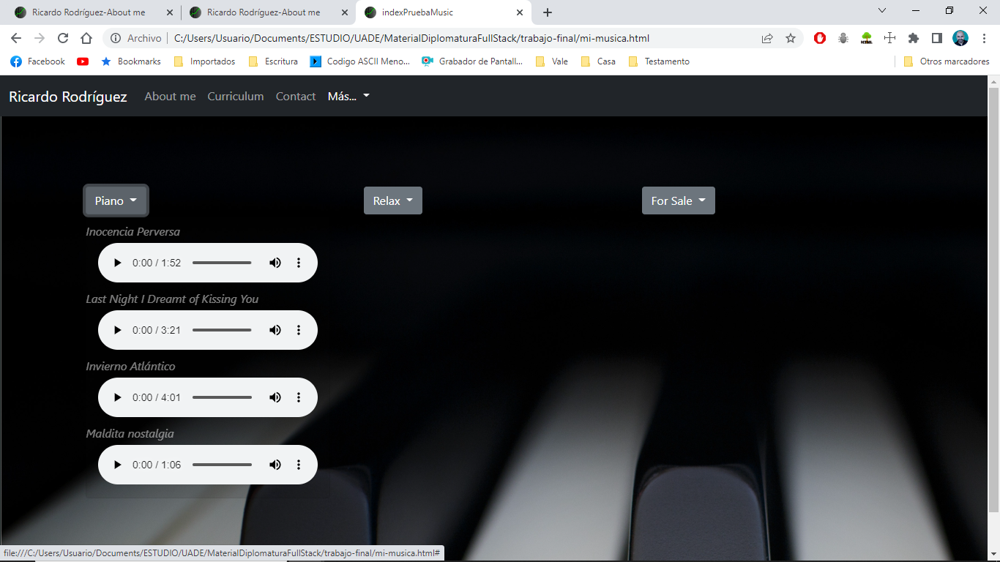 Ricardo Rodríguez-About me
Ricardo Rodríguez-About me
indexPruebaMusic
Archivo
C:/Users/Usuario/Documents/ESTUDIO/UADE/MaterialDiplomaturaFullStack/trabajo-final/mi-musica.html
Facebook
Bookmarks
Importados
Escritura
Codigo ASCII Meno...
Grabador de Pantall...
Vale
Casa
Testamento
Otros marcadores
Ricardo Rodríguez
About me
Curriculum
Contact
Más...
Piano
Relax
For Sale
Inocencia Perversa
0:00 / 1:52
Last Night I Dreamt of Kissing You
0:00 / 3:21
Invierno Atlántico
0:00 / 4:01
Maldita nostalgia
0:00 / 1:06
file:///C:/Users/Usuario/Documents/ESTUDIO/UADE/MaterialDiplomaturaFullStack/trabajo-final/mi-musica.html#